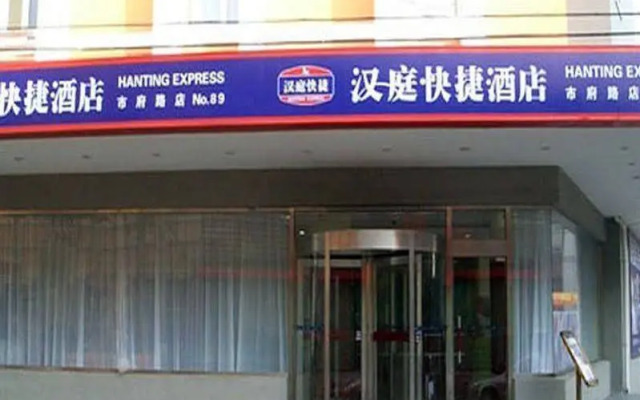 快捷酒店
HANTING EXPRESS
市府路店 No.89
汉庭快捷
汉庭·快捷酒店
HANTING EX
市府路店